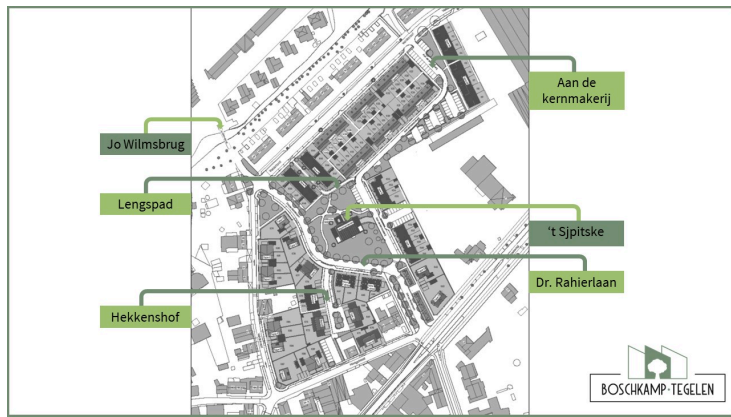 Aan de
kernmakerij
Jo Wilmsbrug
Lengspad
't Sjpitske
Dr. Rahierlaan
Hekkenshof
BOSCHKAMP•TEGELEN